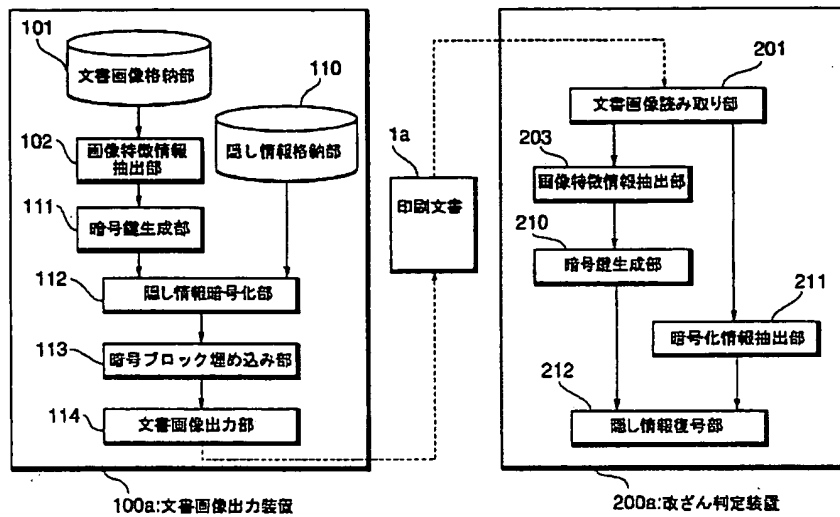 101
文書画像格納部
110
隠し情報格納部
102
画像特徴情報
抽出部
111
暗号鍵生成部
112
隠し情報暗号化部
113
暗号ブロック埋め込み部
114
文書画像出力部
100a:文書画像出力装置
1a
印刷文書
201
文書画像読み取り部
203
画像特徴情報抽出部
210
暗号鍵生成部
211
暗号化情報抽出部
212
隠し情報復号部
200a:改ざん判定装置